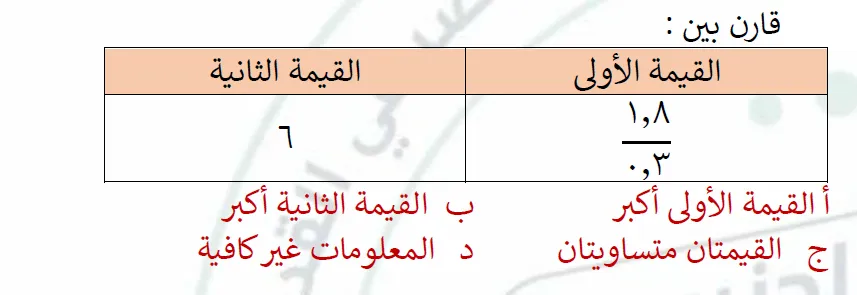 قارن بين :
القيمة الأولى القيمة الثانية
١,٨
٠,٣
٦
أ القيمة الأولى أكبر ب القيمة الثانية أكبر
ج القيمتان متساويتان د المعلومات غير كافية